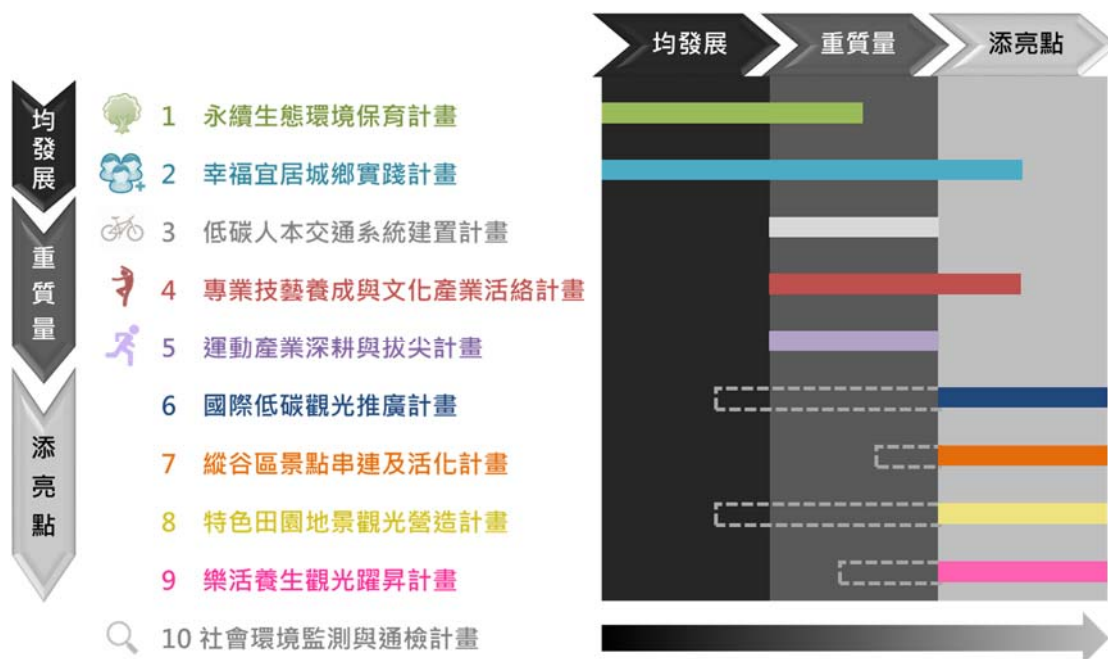 均發展
重質量
添亮點
均發展
重質量
添亮點
1 永續生態環境保育計畫
2 幸福宜居城鄉實踐計畫
3 低碳人本交通系統建置計畫
4 專業技藝養成與文化產業活絡計畫
5 運動產業深耕與拔尖計畫
6 國際低碳觀光推廣計畫
7 縱谷區景點串連及活化計畫
8 特色田園地景觀光營造計畫
9 樂活養生觀光躍昇計畫
10 社會環境監測與通檢計畫